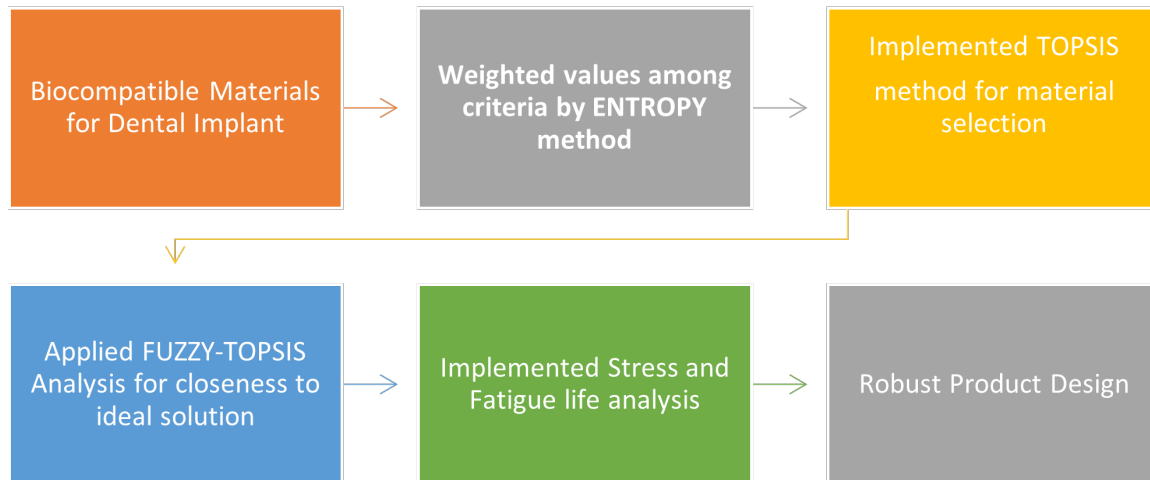 Biocompatible Materials
for Dental Implant
Weighted values among
criteria by ENTROPY
method
Implemented TOPSIS
method for material
selection
Applied FUZZY-TOPSIS
Analysis for closeness to
ideal solution
Implemented Stress and
Fatigue life analysis
Robust Product Design